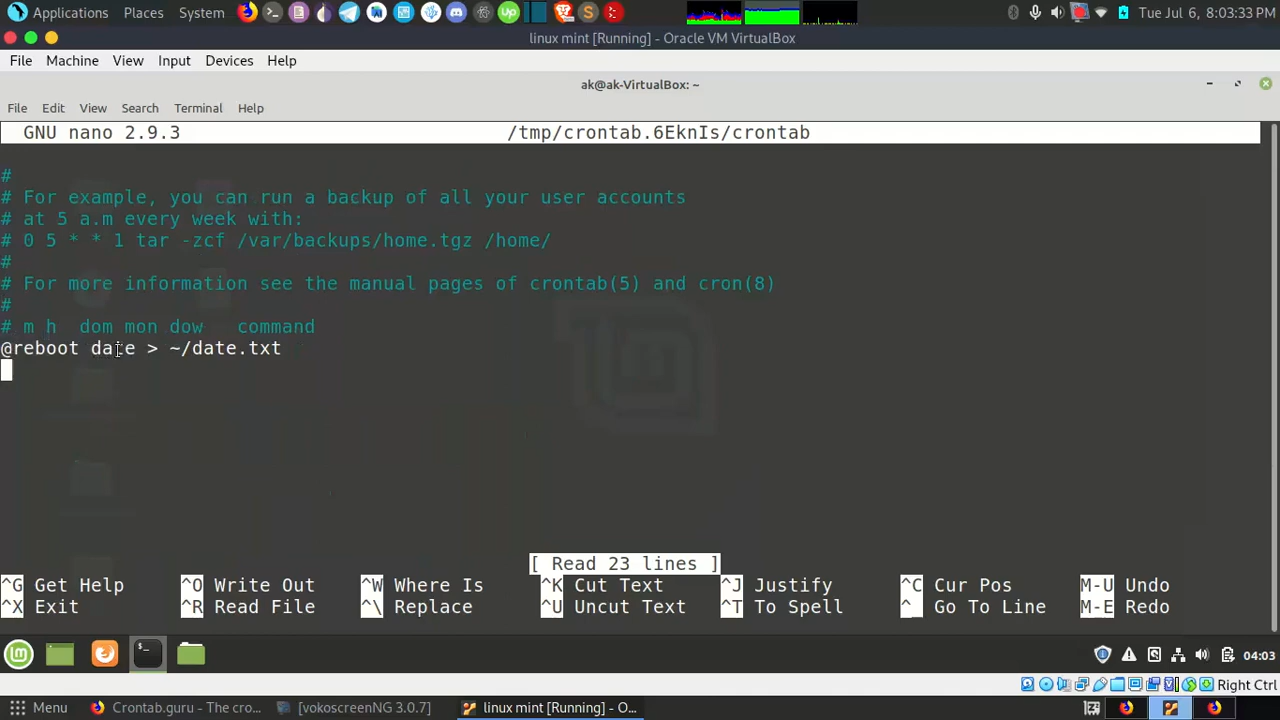 Applications Places System
Tue Jul 6, 8:03:33 PM
linux mint [Running] - Oracle VM VirtualBox
File Machine View Input Devices Help
ak@ak-VirtualBox: ~
File Edit View Search Terminal Help
GNU nano 2.9.3 /tmp/crontab.6EknIs/crontab
#
# For example, you can run a backup of all your user accounts
# at 5 a.m every week with:
# 0 5 * * 1 tar -zcf /var/backups/home.tgz /home/
#
# For more information see the manual pages of crontab(5) and cron(8)
#
# m h  dom mon dow   command
@reboot date > ~/date.txt
[ Read 23 lines ]
^G Get Help ^O Write Out ^W Where Is ^K Cut Text ^J Justify ^C Cur Pos M-U Undo
^X Exit ^R Read File ^\ Replace ^U Uncut Text ^T To Spell ^_ Go To Line M-E Redo
04:03
Right Ctrl
Menu Crontab.guru - The cro... [vokoscreenNG 3.0.7] linux mint [Running] - O...